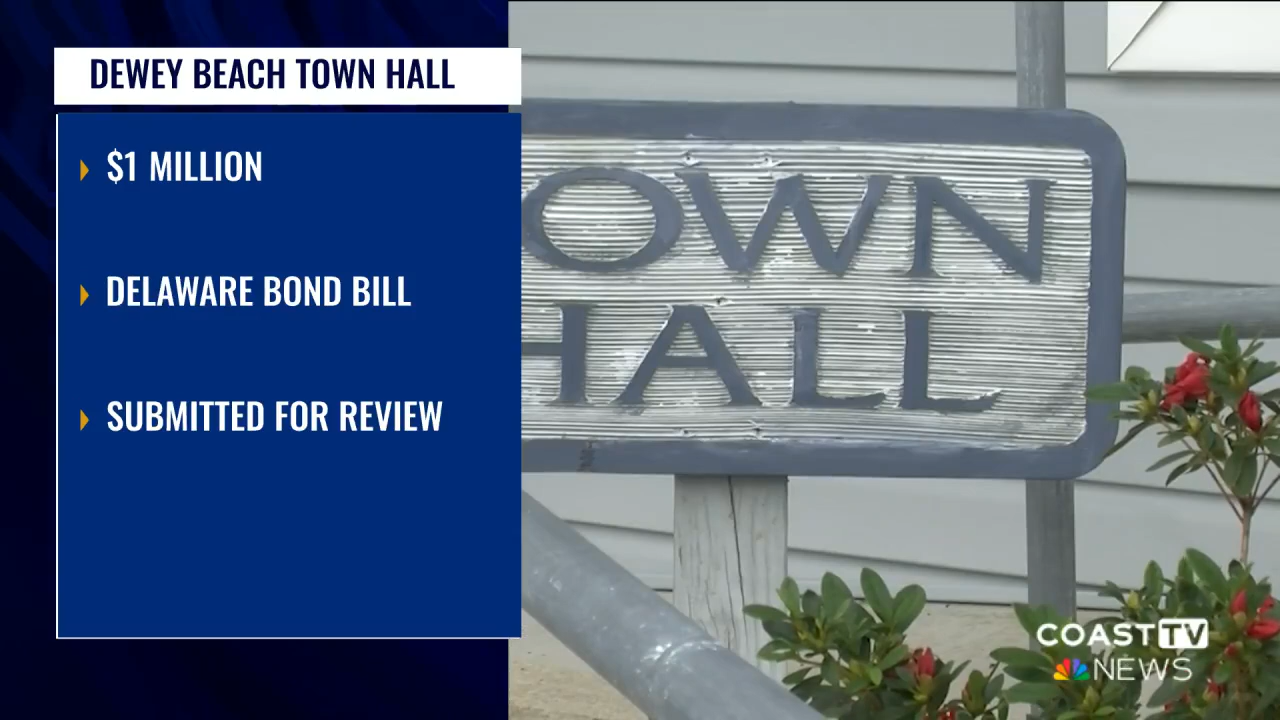 DEWEY BEACH TOWN HALL
$1 MILLION
DELAWARE BOND BILL
SUBMITTED FOR REVIEW
OWN
HALL
COAST TV
NEWS